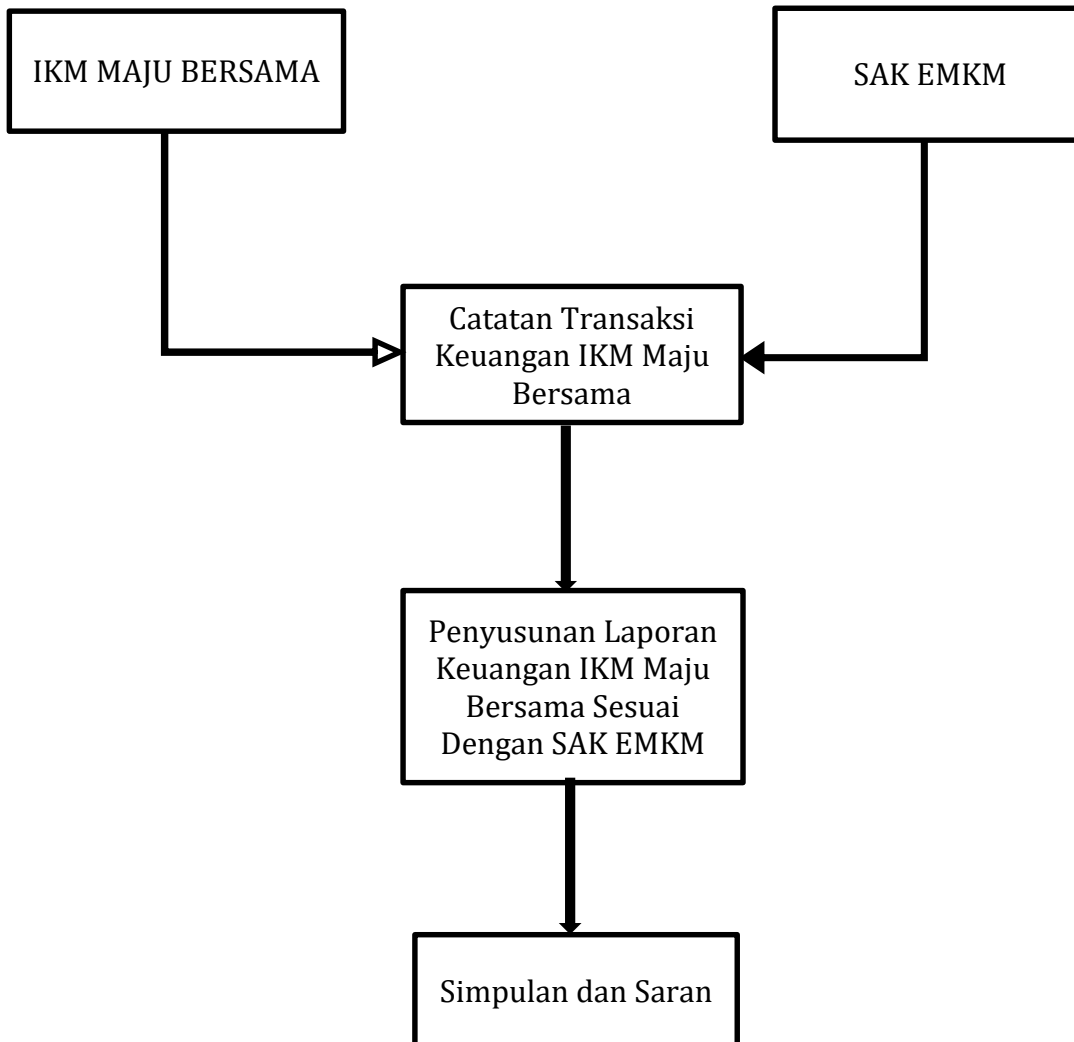 IKM MAJU BERSAMA
SAK EMKM
Catatan Transaksi
Keuangan IKM Maju
Bersama
Penyusunan Laporan
Keuangan IKM Maju
Bersama Sesuai
Dengan SAK EMKM
Simpulan dan Saran